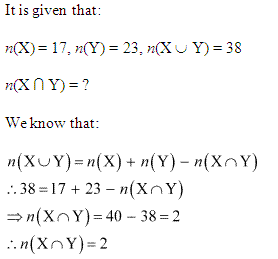 It is given that:
n(X) = 17, n(Y) = 23, n(X ∪ Y) = 38
n(X ∩ Y) = ?
We know that:
n(X∪Y) = n(X) + n(Y) − n(X∩Y)
∴38 = 17 + 23 − n(X∩Y)
⇒ n(X∩Y) = 40 − 38 = 2
∴n(X∩Y) = 2